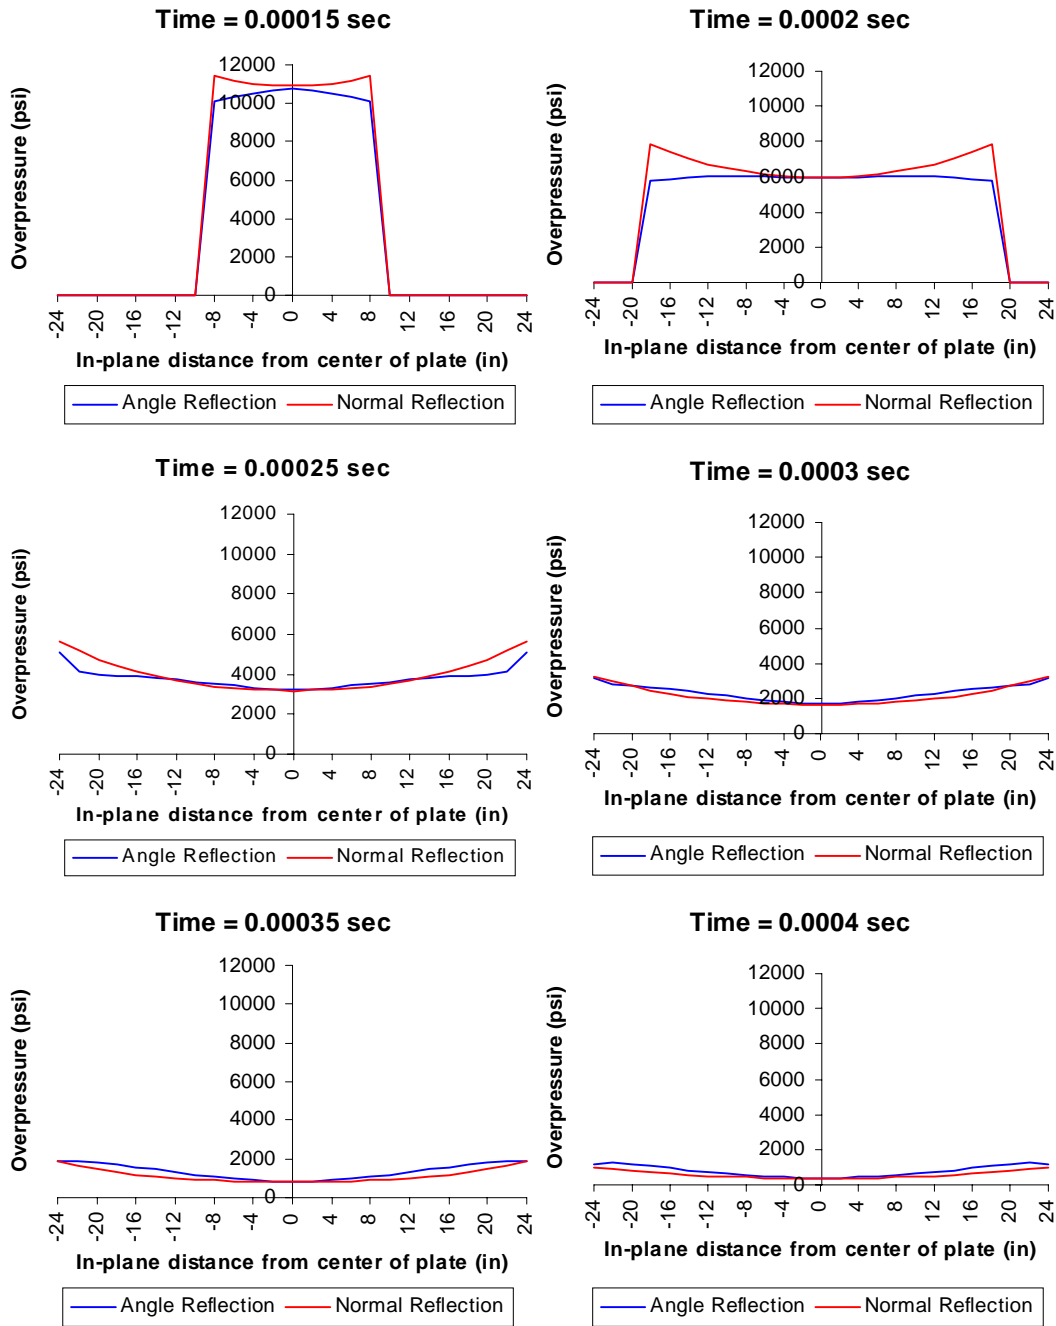 Time = 0.00015 sec
Overpressure (psi)
12000
10000
8000
6000
4000
2000
0
-24 -20 -16 -12 -8 -4 0 4 8 12 16 20 24
In-plane distance from center of plate (in)
Angle Reflection Normal Reflection
Time = 0.0002 sec
Overpressure (psi)
12000
10000
8000
6000
4000
2000
0
-24 -20 -16 -12 -8 -4 0 4 8 12 16 20 24
In-plane distance from center of plate (in)
Angle Reflection Normal Reflection
Time = 0.00025 sec
Overpressure (psi)
12000
10000
8000
6000
4000
2000
0
-24 -20 -16 -12 -8 -4 0 4 8 12 16 20 24
In-plane distance from center of plate (in)
Angle Reflection Normal Reflection
Time = 0.0003 sec
Overpressure (psi)
12000
10000
8000
6000
4000
2000
0
-24 -20 -16 -12 -8 -4 0 4 8 12 16 20 24
In-plane distance from center of plate (in)
Angle Reflection Normal Reflection
Time = 0.00035 sec
Overpressure (psi)
12000
10000
8000
6000
4000
2000
0
-24 -20 -16 -12 -8 -4 0 4 8 12 16 20 24
In-plane distance from center of plate (in)
Angle Reflection Normal Reflection
Time = 0.0004 sec
Overpressure (psi)
12000
10000
8000
6000
4000
2000
0
-24 -20 -16 -12 -8 -4 0 4 8 12 16 20 24
In-plane distance from center of plate (in)
Angle Reflection Normal Reflection